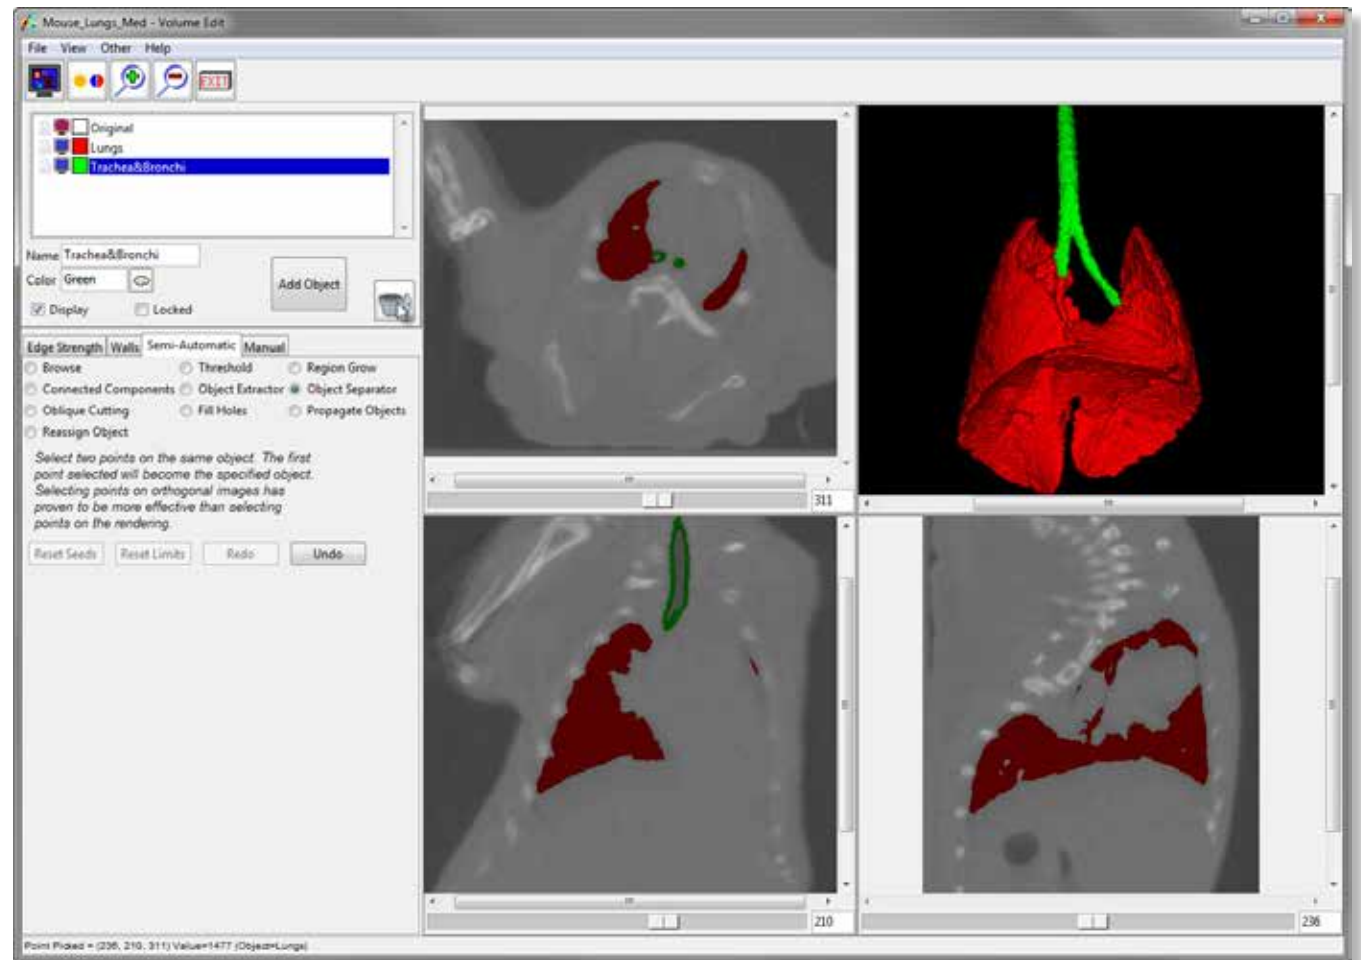 Mouse_Lungs_Med - Volume Edit
File View Other Help
EXIT
Original
Lungs
Trachea&Bronchi
Name Trachea&Bronchi
Color Green
Add Object
Display Locked
Edge Strength Walls Semi-Automatic Manual
Browse Threshold Region Grow
Connected Components Object Extractor Object Separator
Oblique Cutting Fill Holes Propagate Objects
Reassign Object
Select two points on the same object. The first
point selected will become the specified object.
Selecting points on orthogonal images has
proven to be more effective than selecting
points on the rendering.
Reset Seeds Reset Limits Redo Undo
311
210
236
Point Picked = (236, 210, 311) Value=1477 (Object=Lungs)